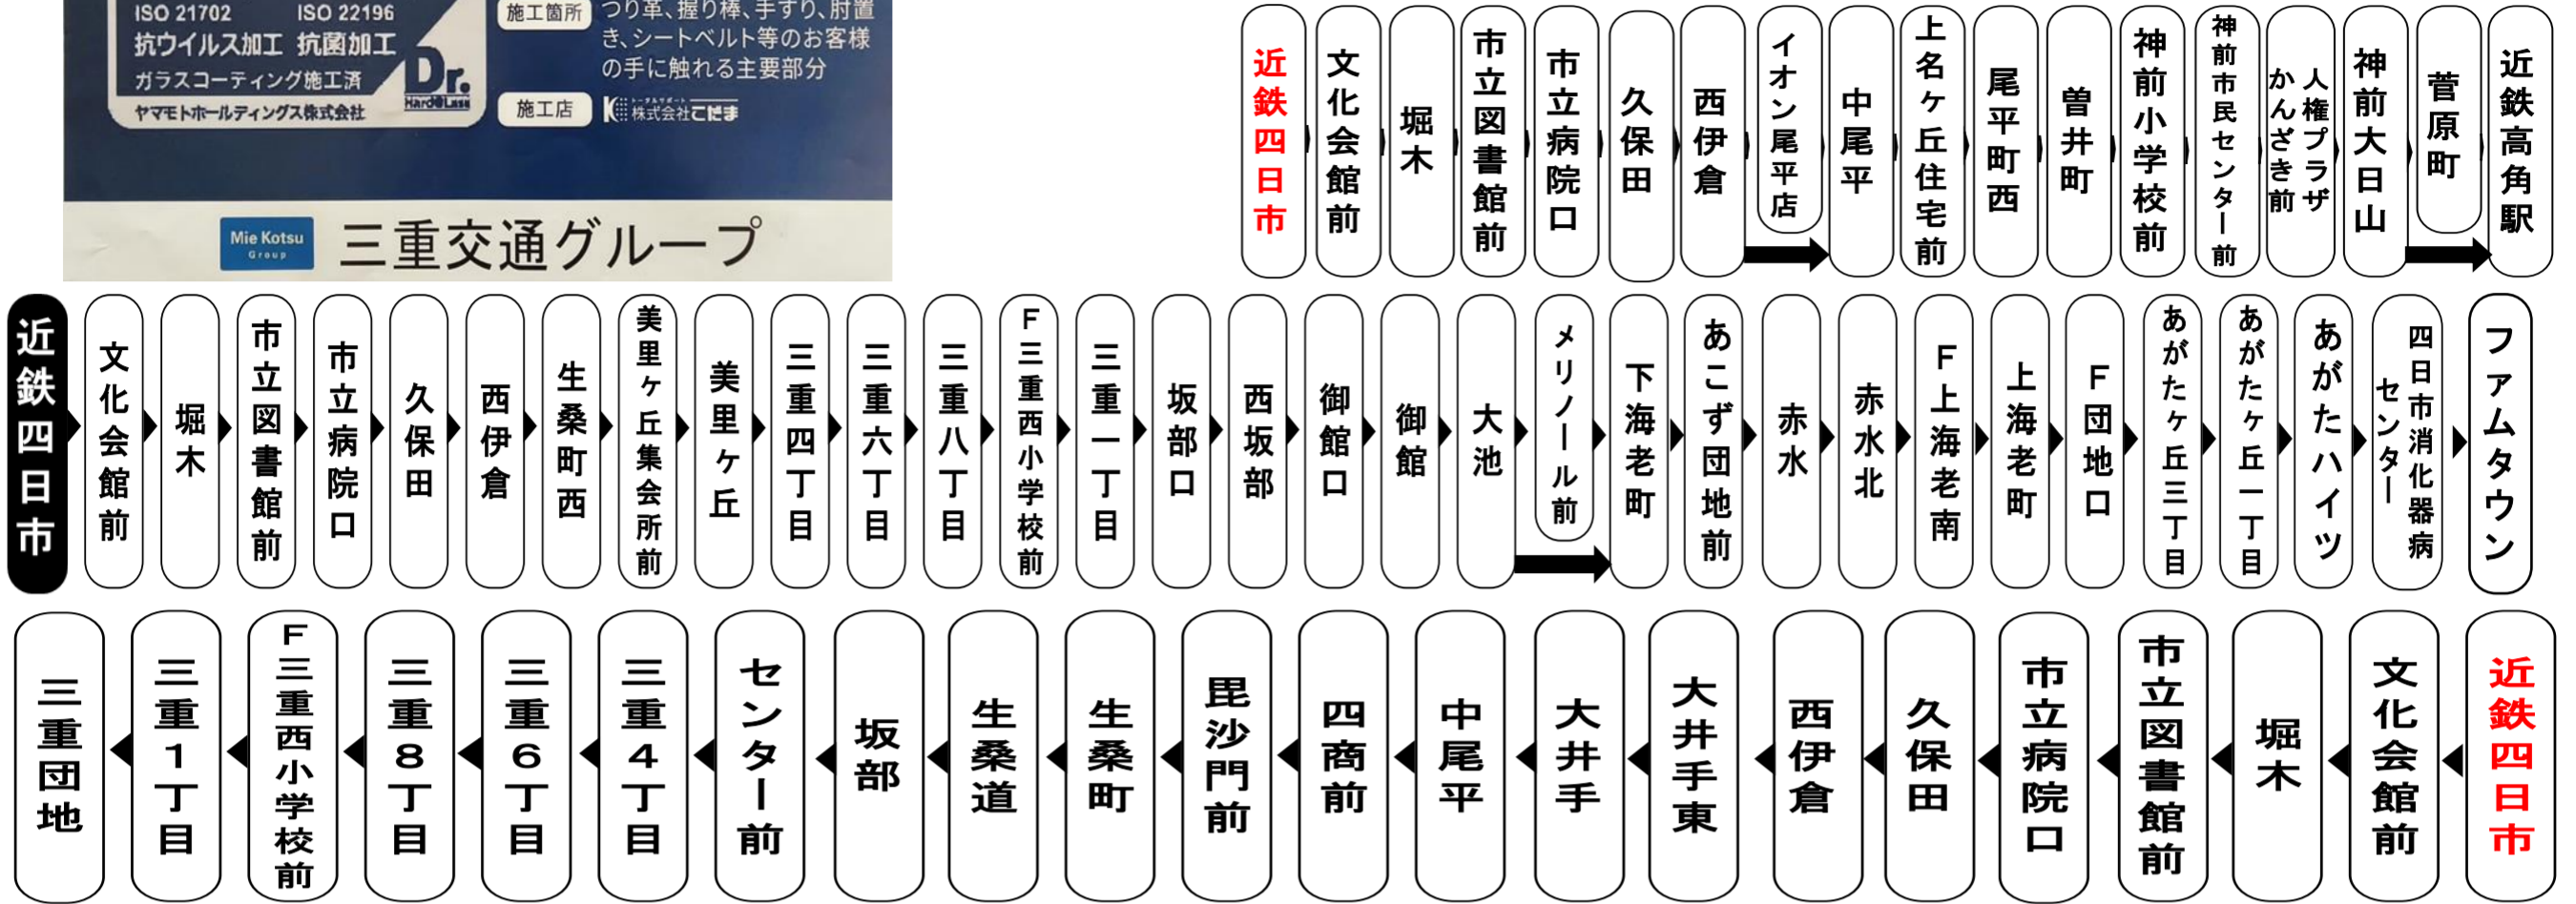 ISO 21702
ISO 22196
抗ウイルス加工
抗菌加工
ガラスコーティング施工済
Dr.
Hard@Lass
ヤマモトホールディングス株式会社
施工箇所
つり革、握り棒、手すり、肘置
き、シートベルト等のお客様
の手に触れる主要部分
施工店
トータルサポート
株式会社こだま
Mie Kotsu
Group
三重交通グループ
近鉄四日市
文化会館前
堀木
市立図書館前
市立病院口
久保田
西伊倉
イオン尾平店
中尾平
上名ヶ丘住宅前
尾平町西
曽井町
神前小学校前
神前市民センター前
人権プラザ
かんざき前
神前大日山
菅原町
近鉄高角駅
近鉄四日市
文化会館前
堀木
市立図書館前
市立病院口
久保田
西伊倉
生桑町西
美里ヶ丘集会所前
美里ヶ丘
三重四丁目
三重六丁目
三重八丁目
F三重西小学校前
三重一丁目
坂部口
西坂部
御館口
御館
大池
メリノール前
下海老町
あこず団地前
赤水
赤水北
F上海老南
上海老町
F団地口
あがたヶ丘三丁目
あがたヶ丘一丁目
あがたハイツ
四日市消化器病
センター
ファムタウン
近鉄四日市
文化会館前
堀木
市立図書館前
市立病院口
久保田
西伊倉
大井手東
大井手
中尾平
四商前
毘沙門前
生桑町
生桑道
坂部
センター前
三重4丁目
三重6丁目
三重8丁目
F三重西小学校前
三重1丁目
三重団地